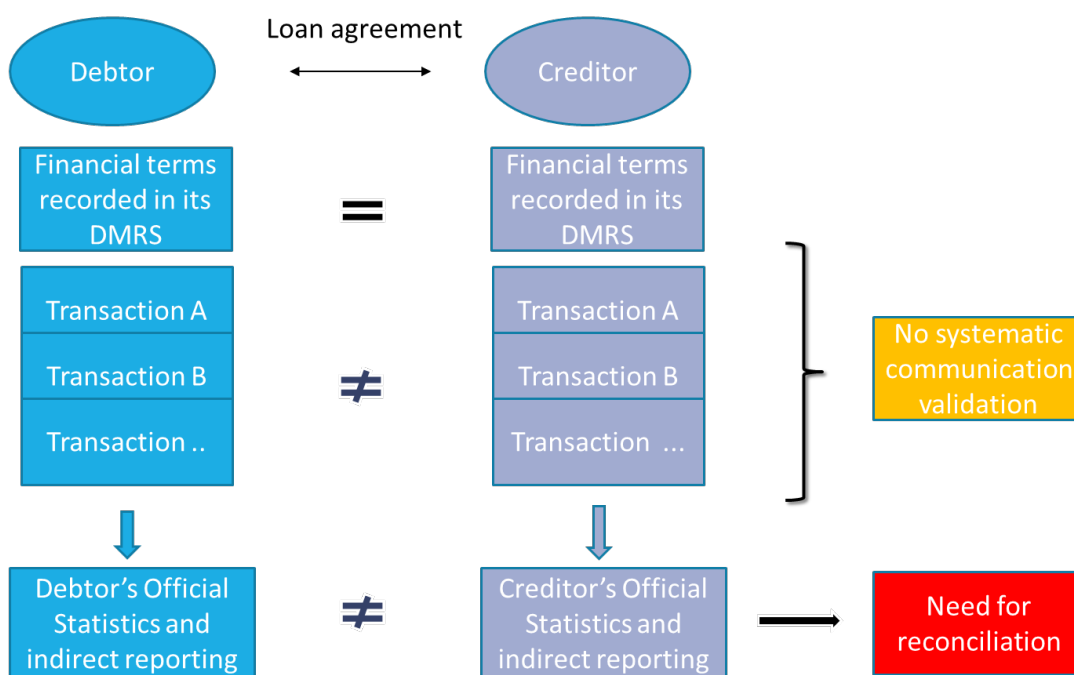 Loan agreement
Debtor
Creditor
Financial terms
recorded in its
DMRS
=
Financial terms
recorded in its
DMRS
Transaction A
Transaction B
Transaction ..
≠
Transaction A
Transaction B
Transaction ...
No systematic
communication
validation
Debtor's Official
Statistics and
indirect reporting
≠
Creditor's Official
Statistics and
indirect reporting
Need for
reconciliation